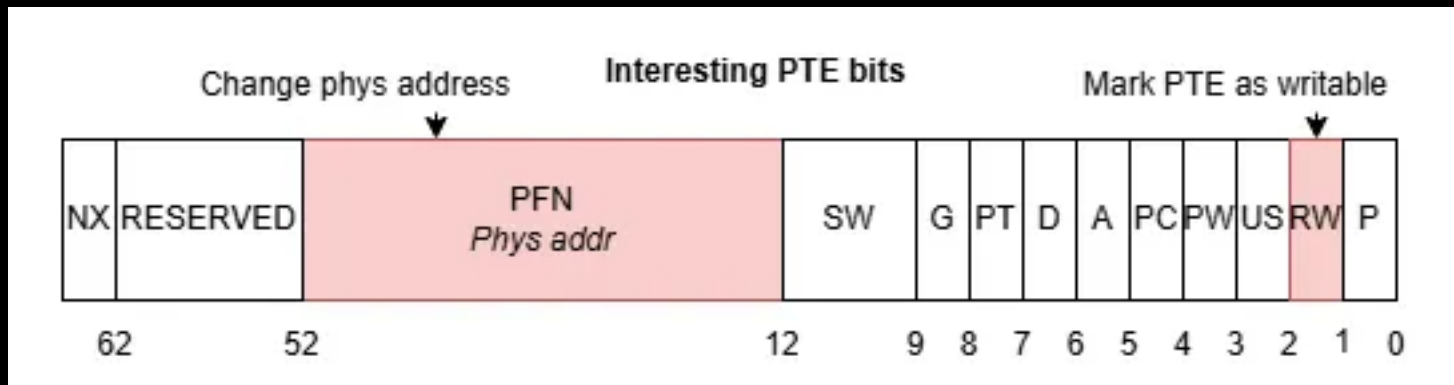 Interesting PTE bits
Change phys address
Mark PTE as writable
NX RESERVED PFN SW G PT D A PC PW US RW P
Phys addr
62 52 12 9 8 7 6 5 4 3 2 1 0